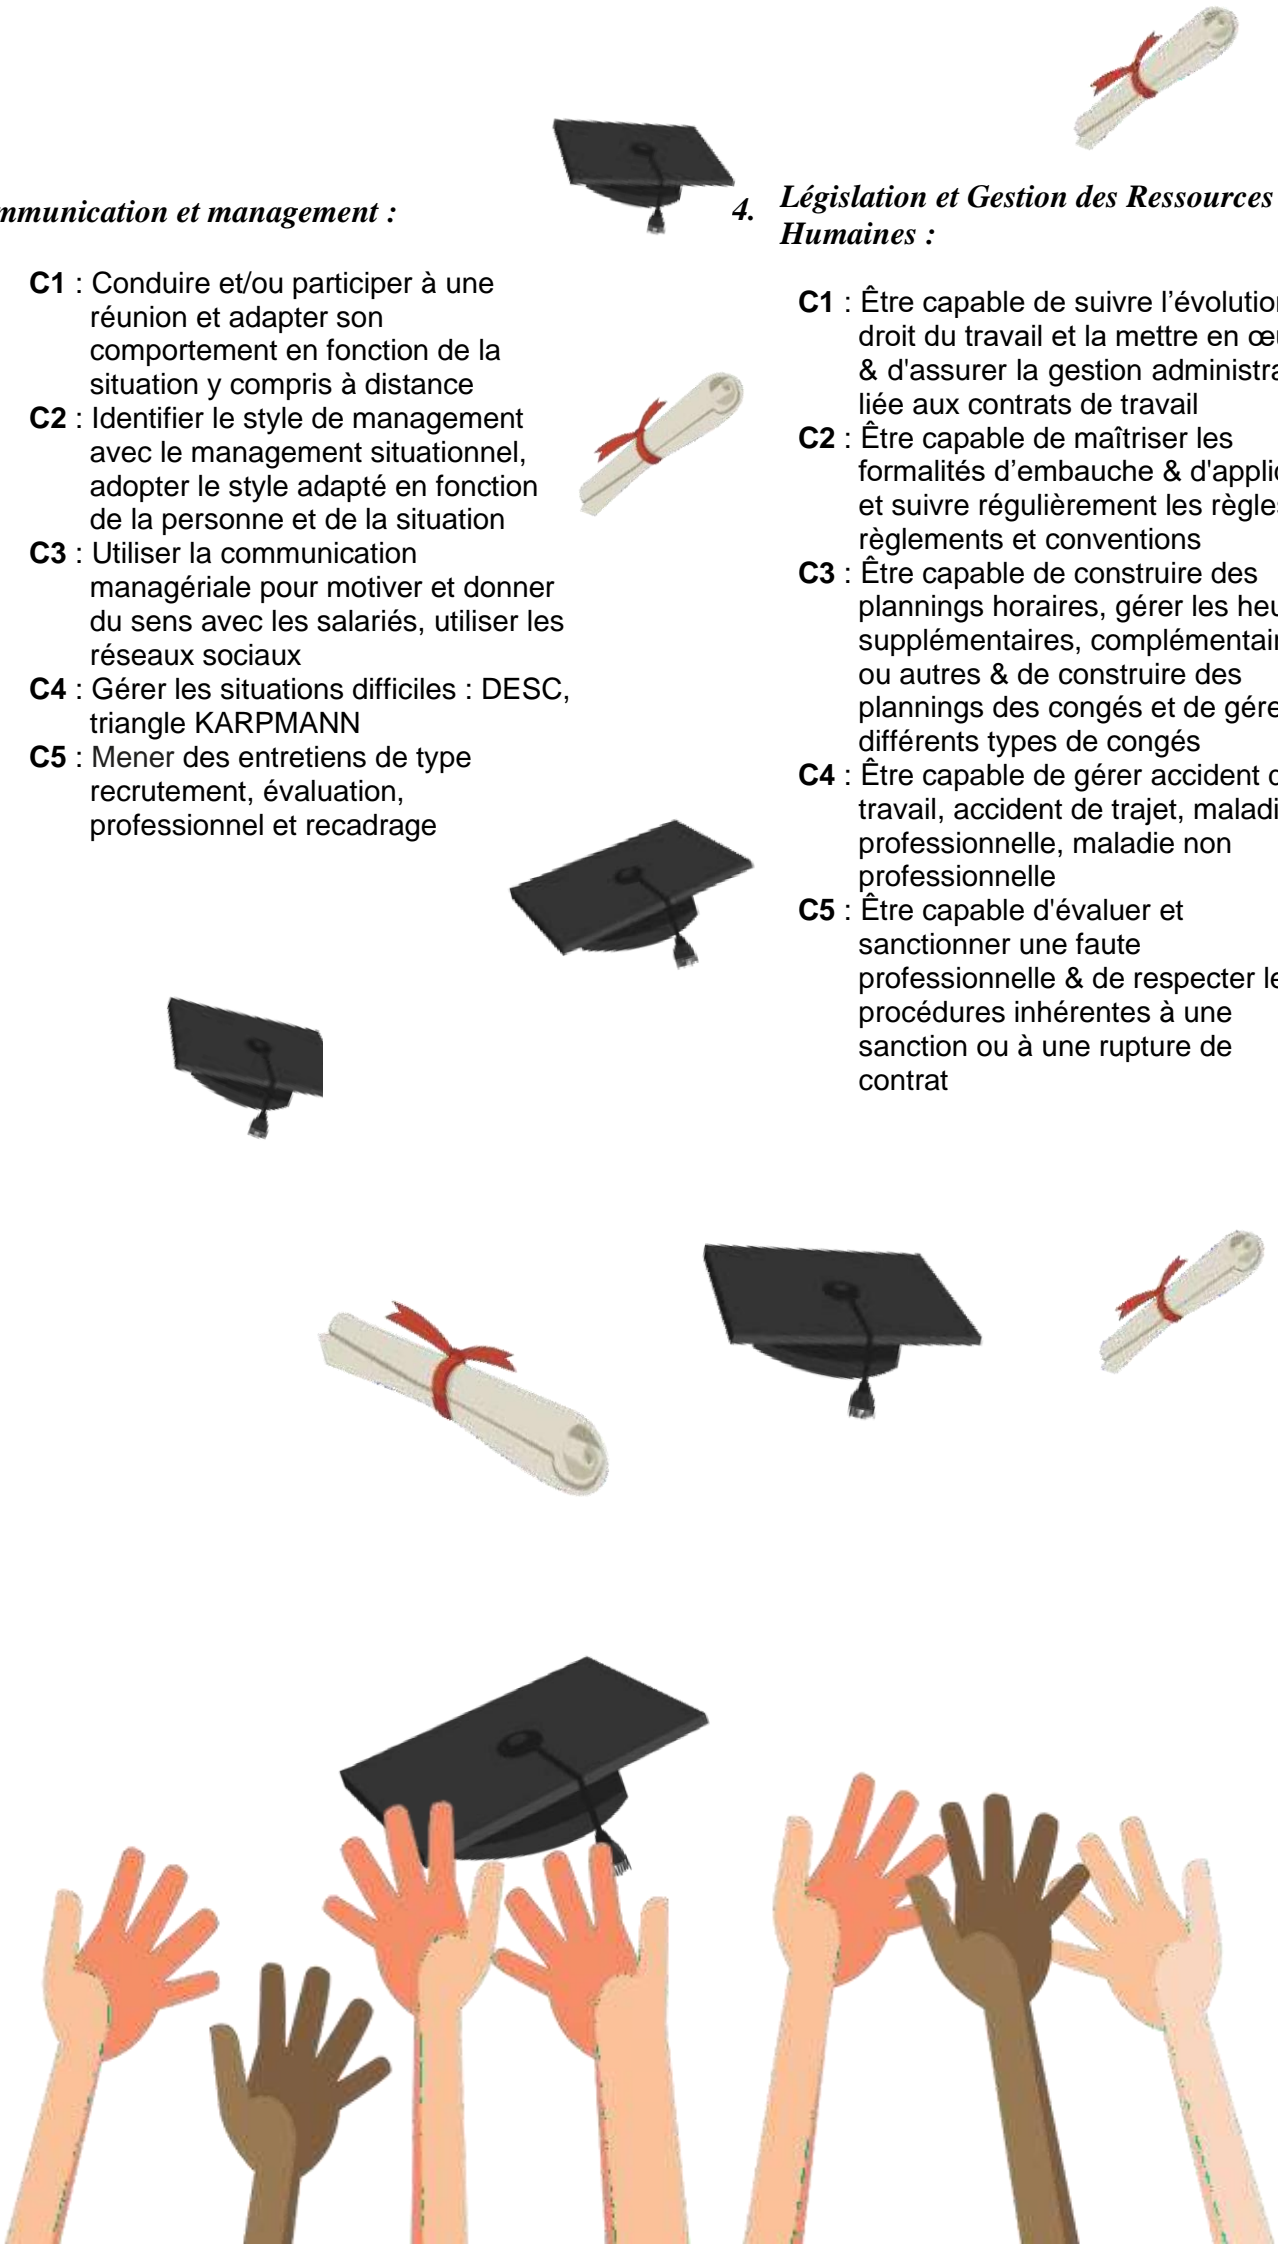 mmunication et management :
C1 : Conduire et/ou participer à une
réunion et adapter son
comportement en fonction de la
situation y compris à distance
C2 : Identifier le style de management
avec le management situationnel,
adopter le style adapté en fonction
de la personne et de la situation
C3 : Utiliser la communication
managériale pour motiver et donner
du sens avec les salariés, utiliser les
réseaux sociaux
C4 : Gérer les situations difficiles : DESC,
triangle KARPMANN
C5 : Mener des entretiens de type
recrutement, évaluation,
professionnel et recadrage
4. Législation et Gestion des Ressources
Humaines :
C1 : Être capable de suivre l’évolution
droit du travail et la mettre en œu
& d'assurer la gestion administra
liée aux contrats de travail
C2 : Être capable de maîtriser les
formalités d’embauche & d'applic
et suivre régulièrement les règles
règlements et conventions
C3 : Être capable de construire des
plannings horaires, gérer les heu
supplémentaires, complémentair
ou autres & de construire des
plannings des congés et de gére
différents types de congés
C4 : Être capable de gérer accident d
travail, accident de trajet, maladi
professionnelle, maladie non
professionnelle
C5 : Être capable d'évaluer et
sanctionner une faute
professionnelle & de respecter le
procédures inhérentes à une
sanction ou à une rupture de
contrat